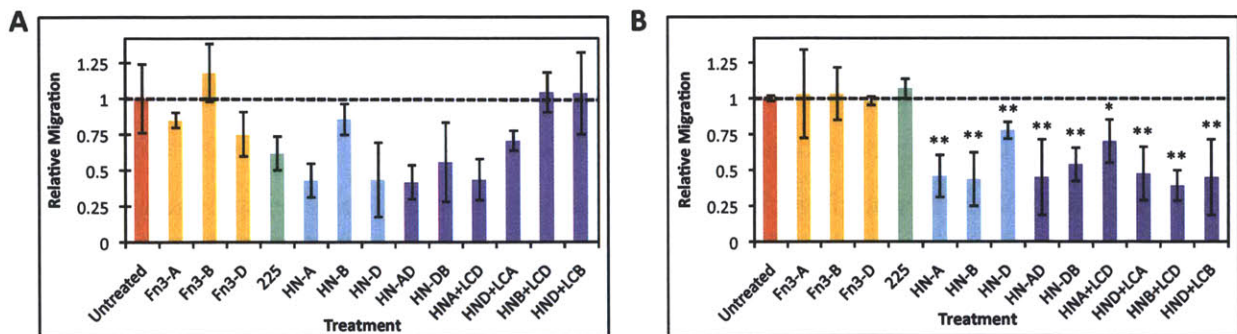 A
Relative Migration
1.25
1
0.75
0.5
0.25
0
Untreated
Fn3-A
Fn3-B
Fn3-D
225
HN-A
HN-B
HN-D
HN-AD
HN-DB
HNA+LCD
HND+LCA
HNB+LCD
HND+LCB
Treatment
B
Relative Migration
1.25
1
0.75
0.5
0.25
0
** ** ** ** ** * ** ** **
Untreated
Fn3-A
Fn3-B
Fn3-D
225
HN-A
HN-B
HN-D
HN-AD
HN-DB
HNA+LCD
HND+LCA
HNB+LCD
HND+LCB
Treatment